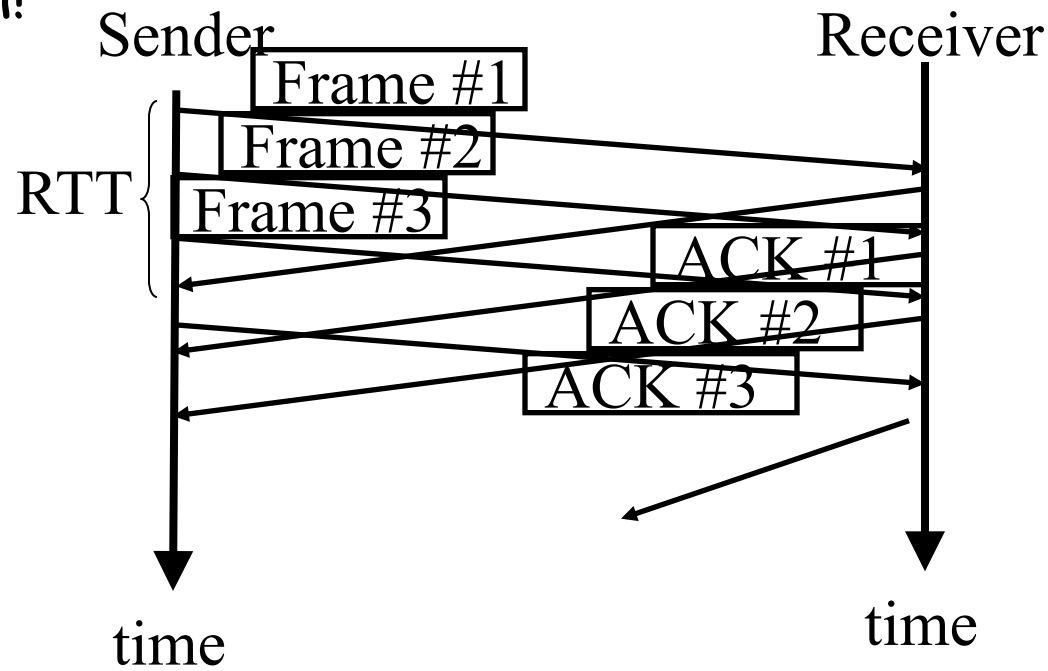 Sender
Receiver
Frame #1
Frame #2
RTT
Frame #3
ACK #1
ACK #2
ACK #3
time
time